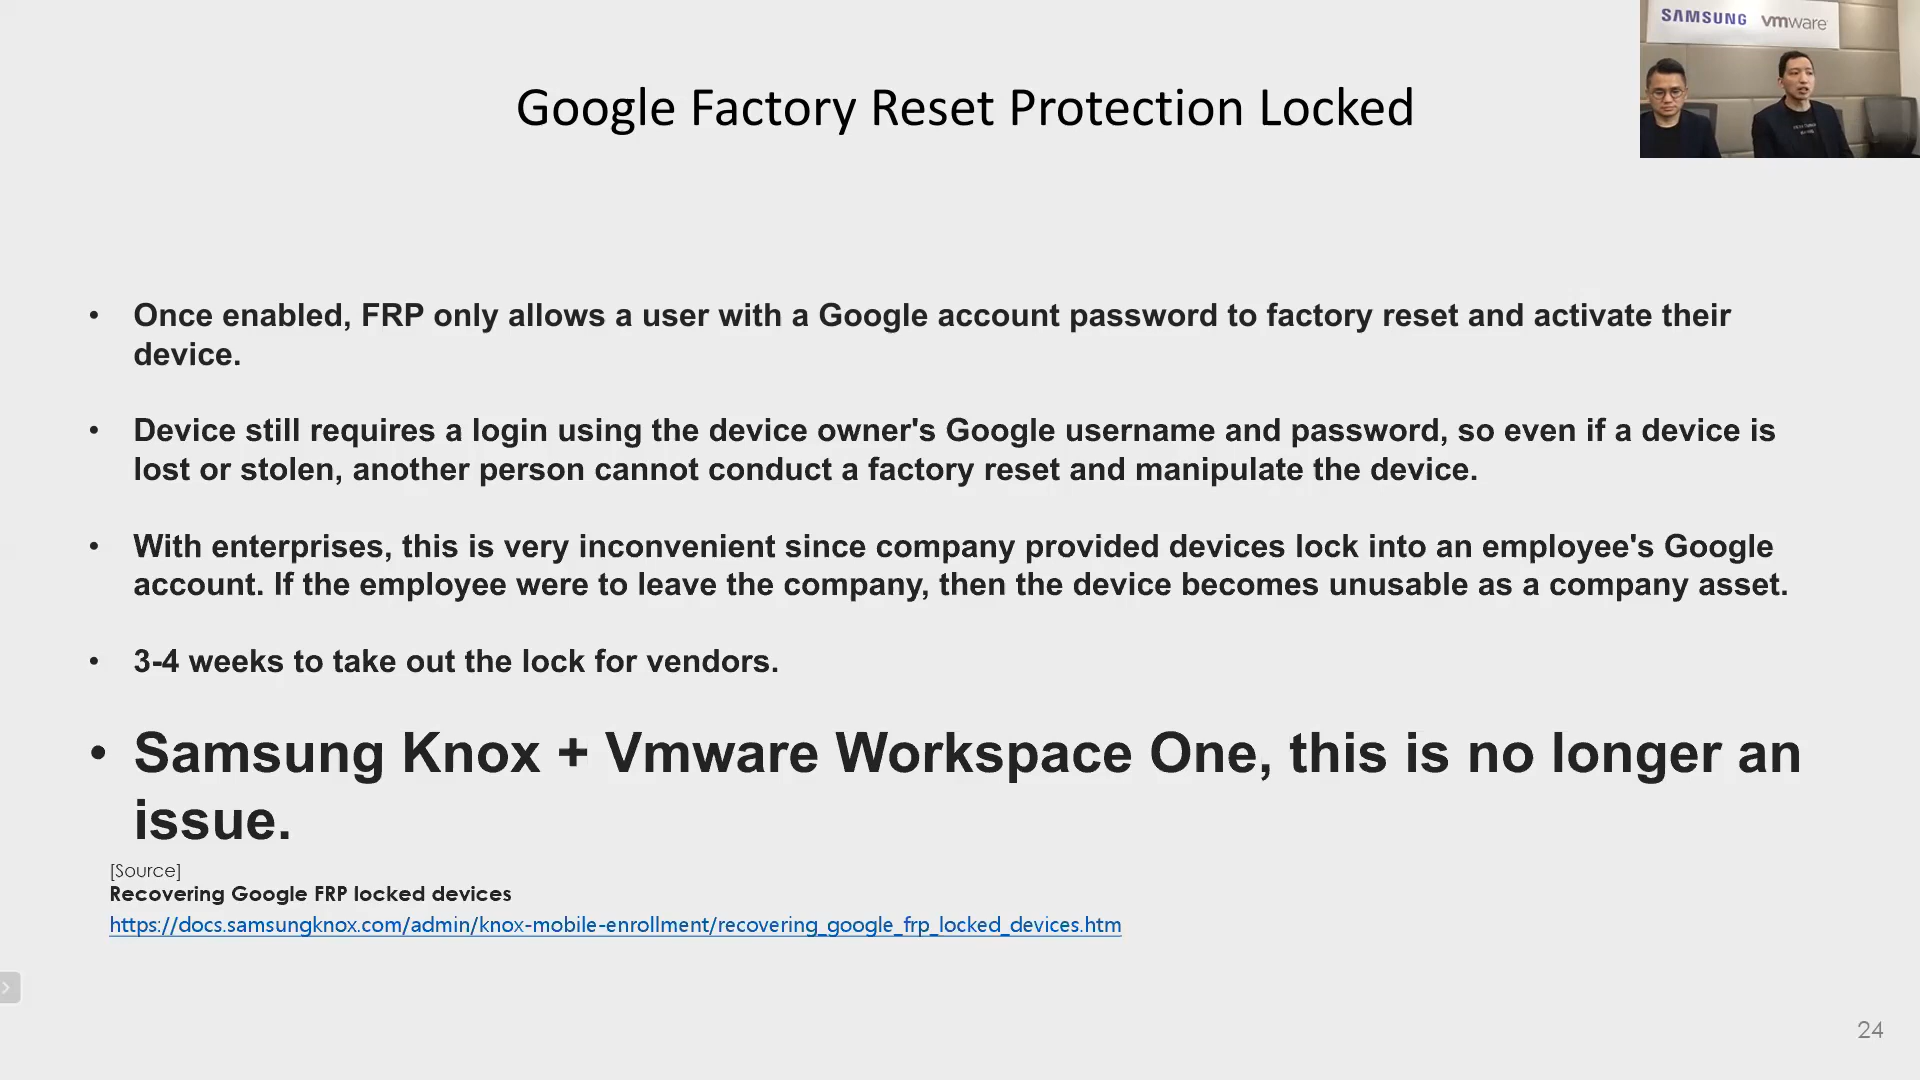 SAMSUNG vmware
Google Factory Reset Protection Locked
• Once enabled, FRP only allows a user with a Google account password to factory reset and activate their
device.
• Device still requires a login using the device owner's Google username and password, so even if a device is
lost or stolen, another person cannot conduct a factory reset and manipulate the device.
• With enterprises, this is very inconvenient since company provided devices lock into an employee's Google
account. If the employee were to leave the company, then the device becomes unusable as a company asset.
• 3-4 weeks to take out the lock for vendors.
• Samsung Knox + Vmware Workspace One, this is no longer an
issue.
[Source]
Recovering Google FRP locked devices
https://docs.samsungknox.com/admin/knox-mobile-enrollment/recovering_google_frp_locked_devices.htm
24